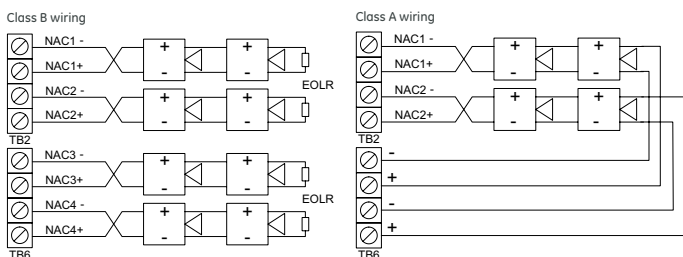 Class B wiring
NAC1 -
NAC1+
NAC2 -
NAC2+
TB2
+ +
- -
EOLR
+ +
- -
NAC3 -
NAC3+
NAC4 -
NAC4+
TB6
+ +
- -
EOLR
+ +
- -
Class A wiring
NAC1 -
NAC1+
NAC2 -
NAC2+
TB2
+ +
- -
+ +
- -
-
+
-
+
TB6